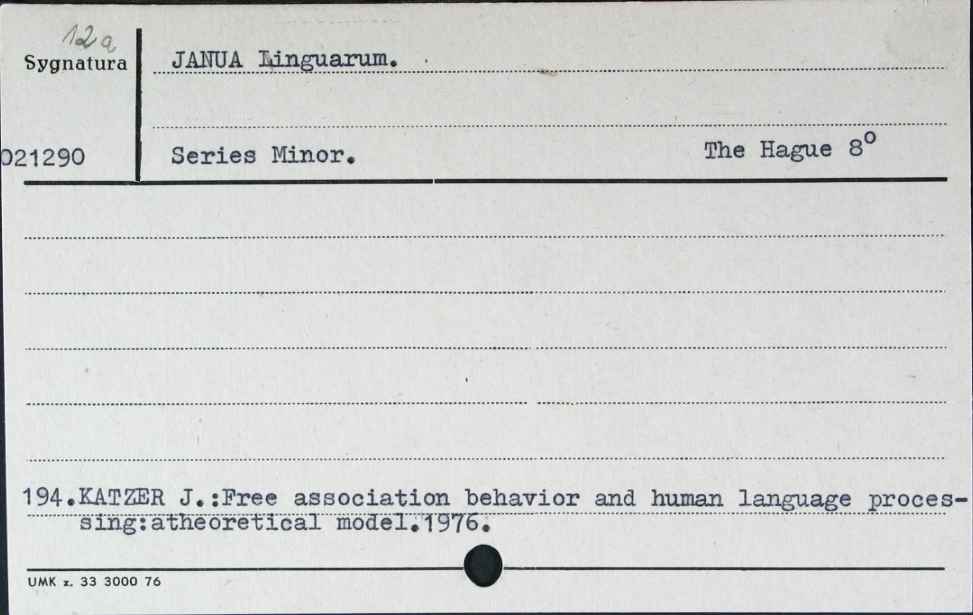 12a
Sygnatura
JANUA Linguarum.
021290
Series Minor.
The Hague 8º
194.KATZER J.:Free association behavior and human language proces-
sing:atheoretical model.1976.
UMK z. 33 3000 76